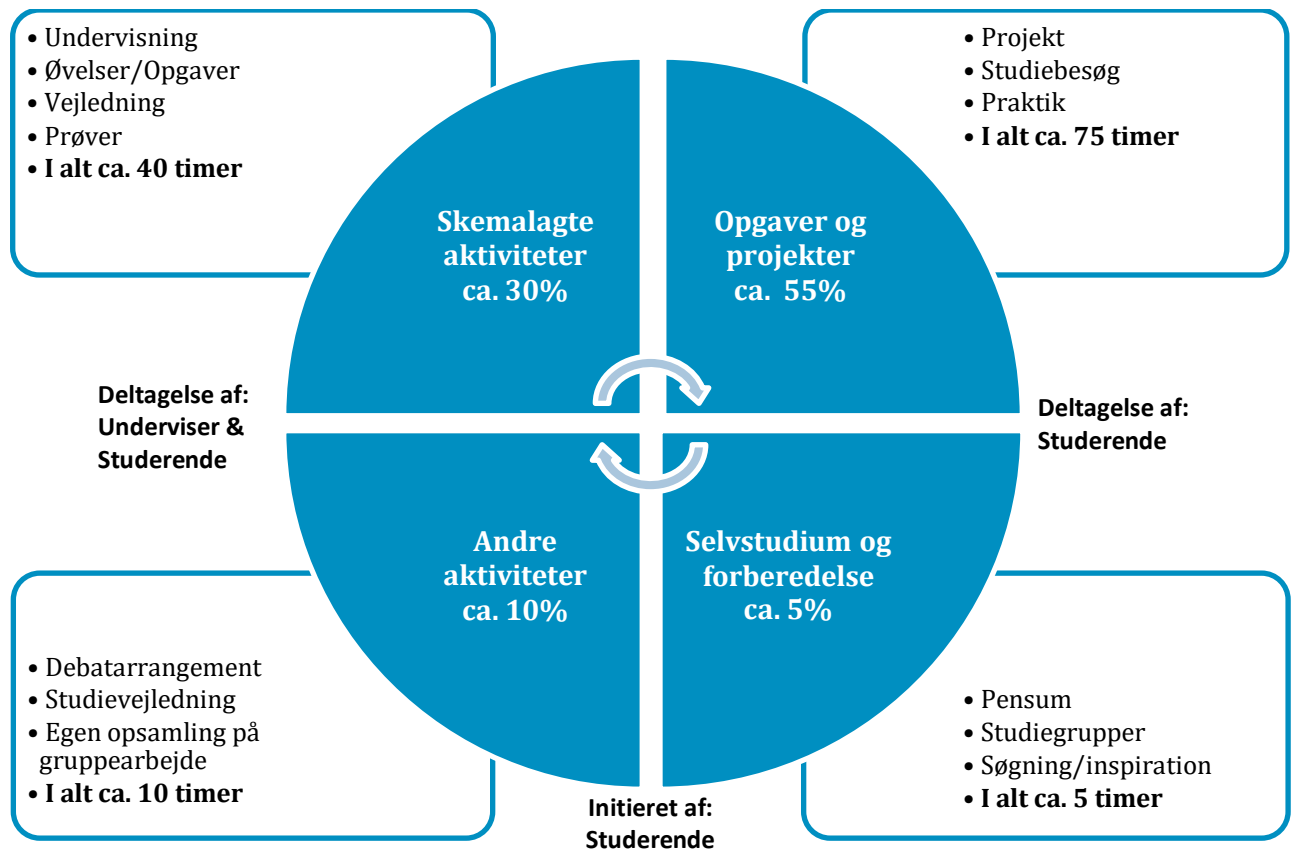 • Undervisning
• Øvelser/Opgaver
• Vejledning
• Prøver
• I alt ca. 40 timer
• Projekt
• Studiebesøg
• Praktik
• I alt ca. 75 timer
Skemalagte
aktiviteter
ca. 30%
Opgaver og
projekter
ca. 55%
Deltagelse af:
Underviser &
Studerende
Deltagelse af:
Studerende
Andre
aktiviteter
ca. 10%
Selvstudium og
forberedelse
ca. 5%
• Debatarrangement
• Studievejledning
• Egen opsamling på
gruppearbejde
• I alt ca. 10 timer
• Pensum
• Studiegrupper
• Søgning/inspiration
• I alt ca. 5 timer
Initieret af:
Studerende